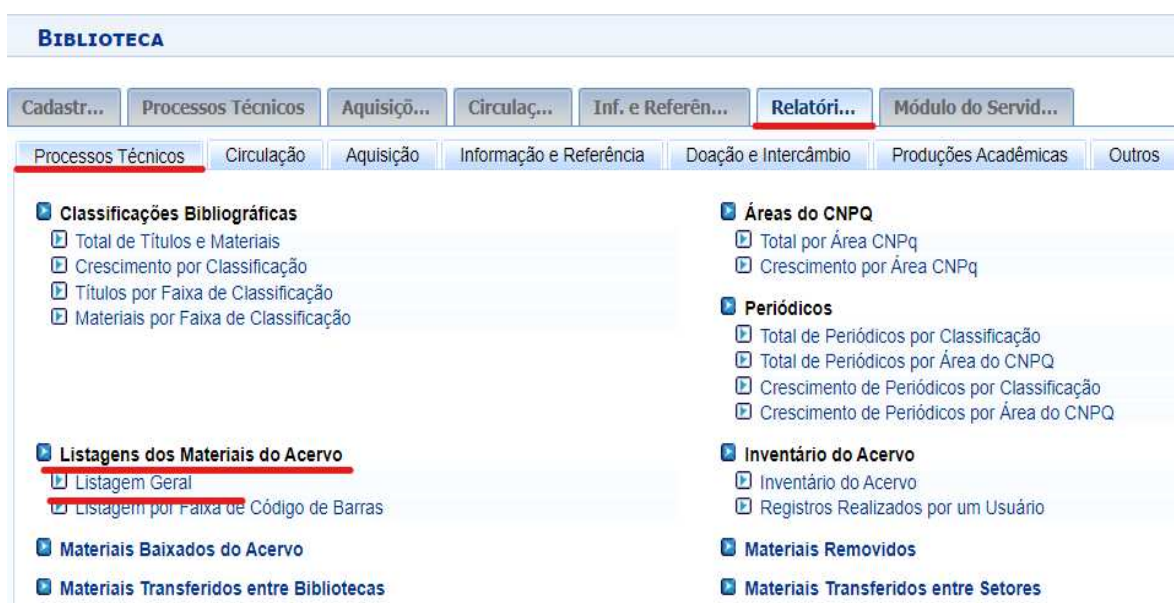 BIBLIOTECA
Cadastr... Processos Técnicos Aquisiçõ... Circulaç... Inf. e Referên... Relatóri... Módulo do Servid...
Processos Técnicos Circulação Aquisição Informação e Referência Doação e Intercâmbio Produções Acadêmicas Outros
Classificações Bibliográficas
Total de Títulos e Materiais
Crescimento por Classificação
Títulos por Faixa de Classificação
Materiais por Faixa de Classificação
Áreas do CNPQ
Total por Área CNPq
Crescimento por Área CNPq
Periódicos
Total de Periódicos por Classificação
Total de Periódicos por Área do CNPQ
Crescimento de Periódicos por Classificação
Crescimento de Periódicos por Área do CNPQ
Listagens dos Materiais do Acervo
Listagem Geral
Listagem por Faixa de Código de Barras
Inventário do Acervo
Inventário do Acervo
Registros Realizados por um Usuário
Materiais Baixados do Acervo
Materiais Removidos
Materiais Transferidos entre Bibliotecas
Materiais Transferidos entre Setores